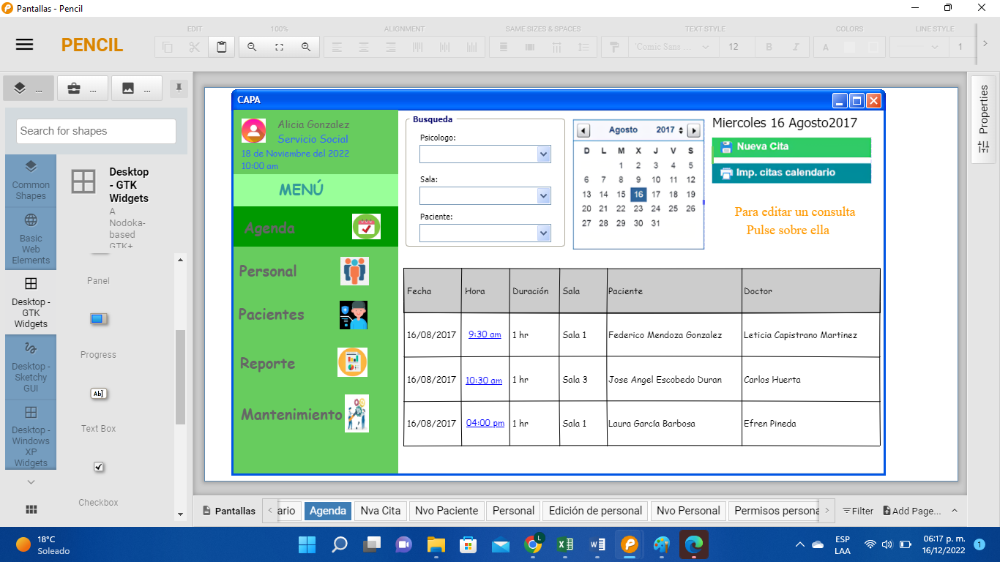 Pantallas - Pencil
PENCIL
EDIT
100%
ALIGNMENT
SAME SIZES & SPACES
TEXT STYLE
COLORS
LINE STYLE
'Comic Sans ...
12
B
I
A
1
...
...
...
Search for shapes
Common
Shapes
Basic
Web
Elements
Desktop -
GTK
Widgets
Desktop -
Sketchy
GUI
Desktop -
Windows
XP
Widgets
Desktop
- GTK
Widgets
A
Nodoka-
based
GTK+
Panel
Progress
Text Box
Checkbox
CAPA
Alicia Gonzalez
Servicio Social
18 de Noviembre del 2022
10:00 am
MENÚ
Agenda
Personal
Pacientes
Reporte
Mantenimiento
Busqueda
Psicologo:
Sala:
Paciente:
Agosto 2017
D L M X J V S
1 2 3 4 5
6 7 8 9 10 11 12
13 14 15 16 17 18 19
20 21 22 23 24 25 26
27 28 29 30 31
Miercoles 16 Agosto2017
Nueva Cita
Imp. citas calendario
Para editar un consulta
Pulse sobre ella
Fecha Hora Duración Sala Paciente Doctor
16/08/2017 9:30 am 1 hr Sala 1 Federico Mendoza Gonzalez Leticia Capistrano Martinez
16/08/2017 10:30 am 1 hr Sala 3 Jose Angel Escobedo Duran Carlos Huerta
16/08/2017 04:00 pm 1 hr Sala 1 Laura García Barbosa Efren Pineda
Properties
Pantallas
ario
Agenda
Nva Cita
Nvo Paciente
Personal
Edición de personal
Nvo Personal
Permisos persona
Filter
Add Page...
18°C
Soleado
ESP
LAA
06:17 p. m.
16/12/2022
1